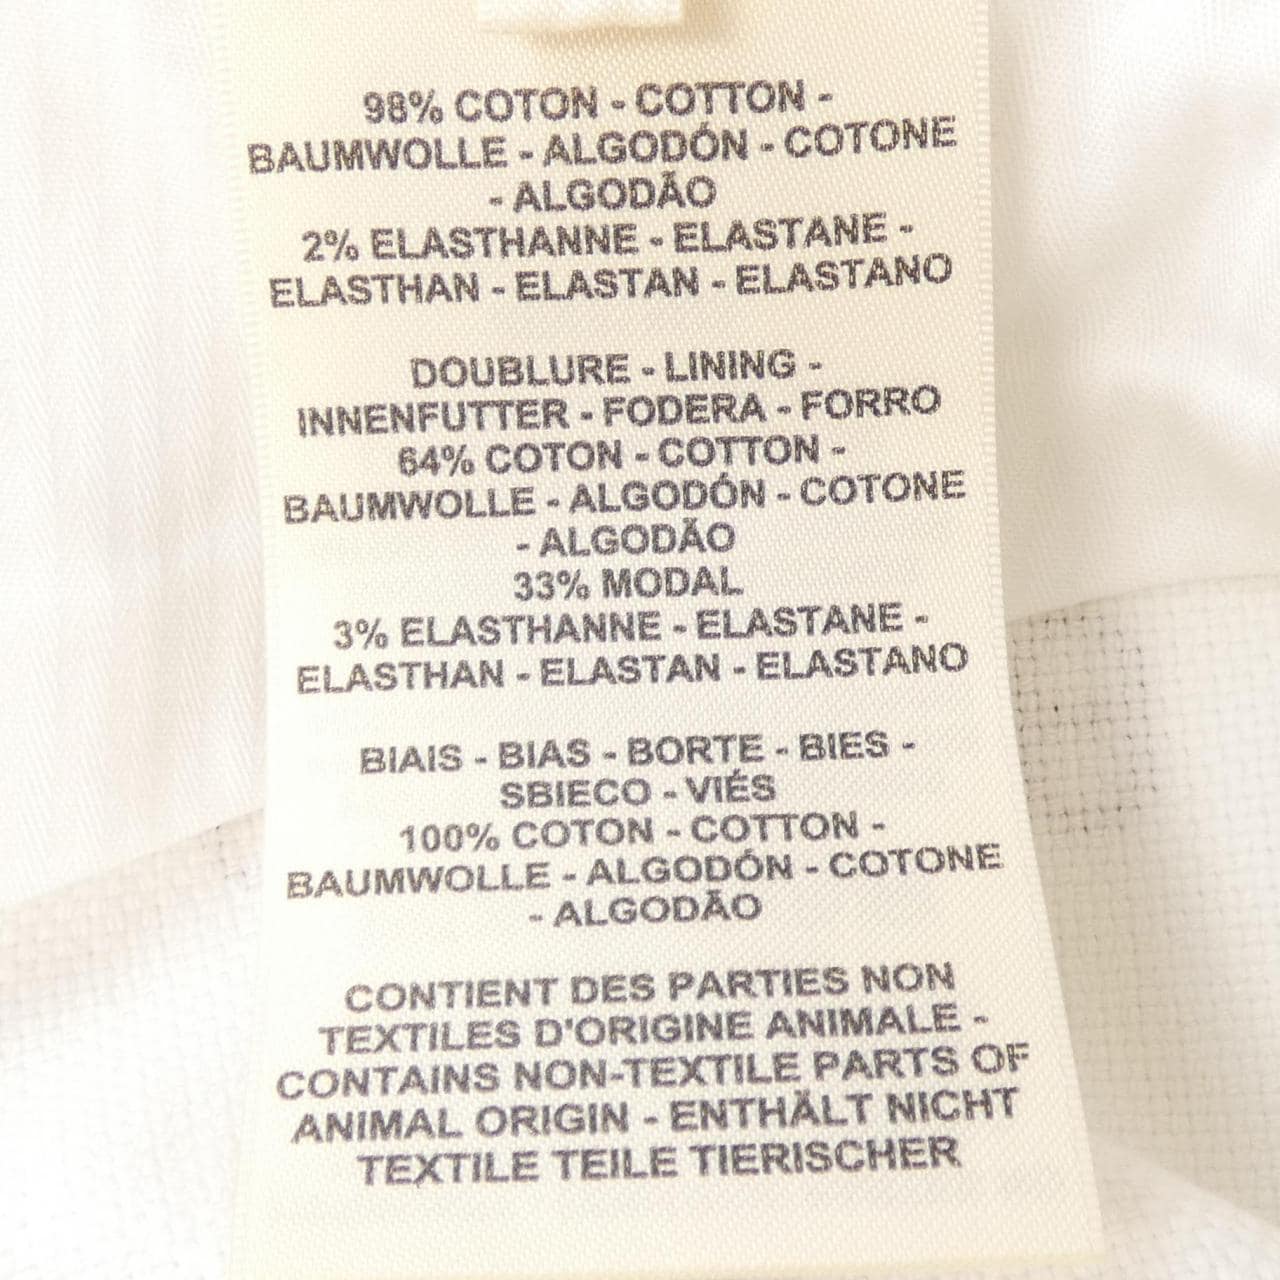 98% COTON - COTTON -
BAUMWOLLE - ALGODÓN - COTONE
- ALGODÃO
2% ELASTHANNE - ELASTANE -
ELASTHAN - ELASTAN - ELASTANO
DOUBLURE - LINING -
INNENFUTTER - FODERA - FORRO
64% COTON - COTTON -
BAUMWOLLE - ALGODÓN - COTONE
- ALGODÃO
33% MODAL
3% ELASTHANNE - ELASTANE -
ELASTHAN - ELASTAN - ELASTANO
BIAIS - BIAS - BORTE - BIES -
SBIECO - VIÉS
100% COTON - COTTON -
BAUMWOLLE - ALGODÓN - COTONE
- ALGODÃO
CONTIENT DES PARTIES NON
TEXTILES D'ORIGINE ANIMALE -
CONTAINS NON-TEXTILE PARTS OF
ANIMAL ORIGIN - ENTHÄLT NICHT
TEXTILE TEILE TIERISCHER